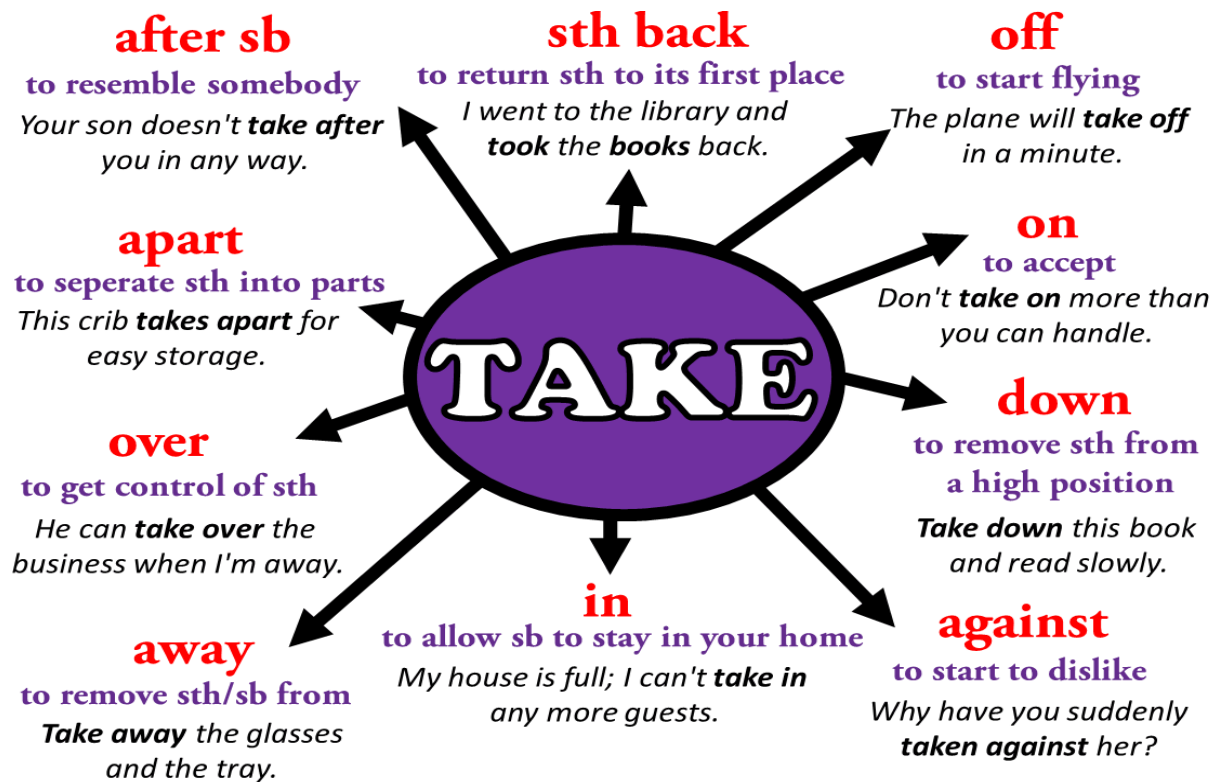 after sb
to resemble somebody
Your son doesn't take after
you in any way.
sth back
to return sth to its first place
I went to the library and
took the books back.
off
to start flying
The plane will take off
in a minute.
apart
to seperate sth into parts
This crib takes apart for
easy storage.
on
to accept
Don't take on more than
you can handle.
TAKE
over
to get control of sth
He can take over the
business when I'm away.
down
to remove sth from
a high position
Take down this book
and read slowly.
away
to remove sth/sb from
Take away the glasses
and the tray.
in
to allow sb to stay in your home
My house is full; I can't take in
any more guests.
against
to start to dislike
Why have you suddenly
taken against her?